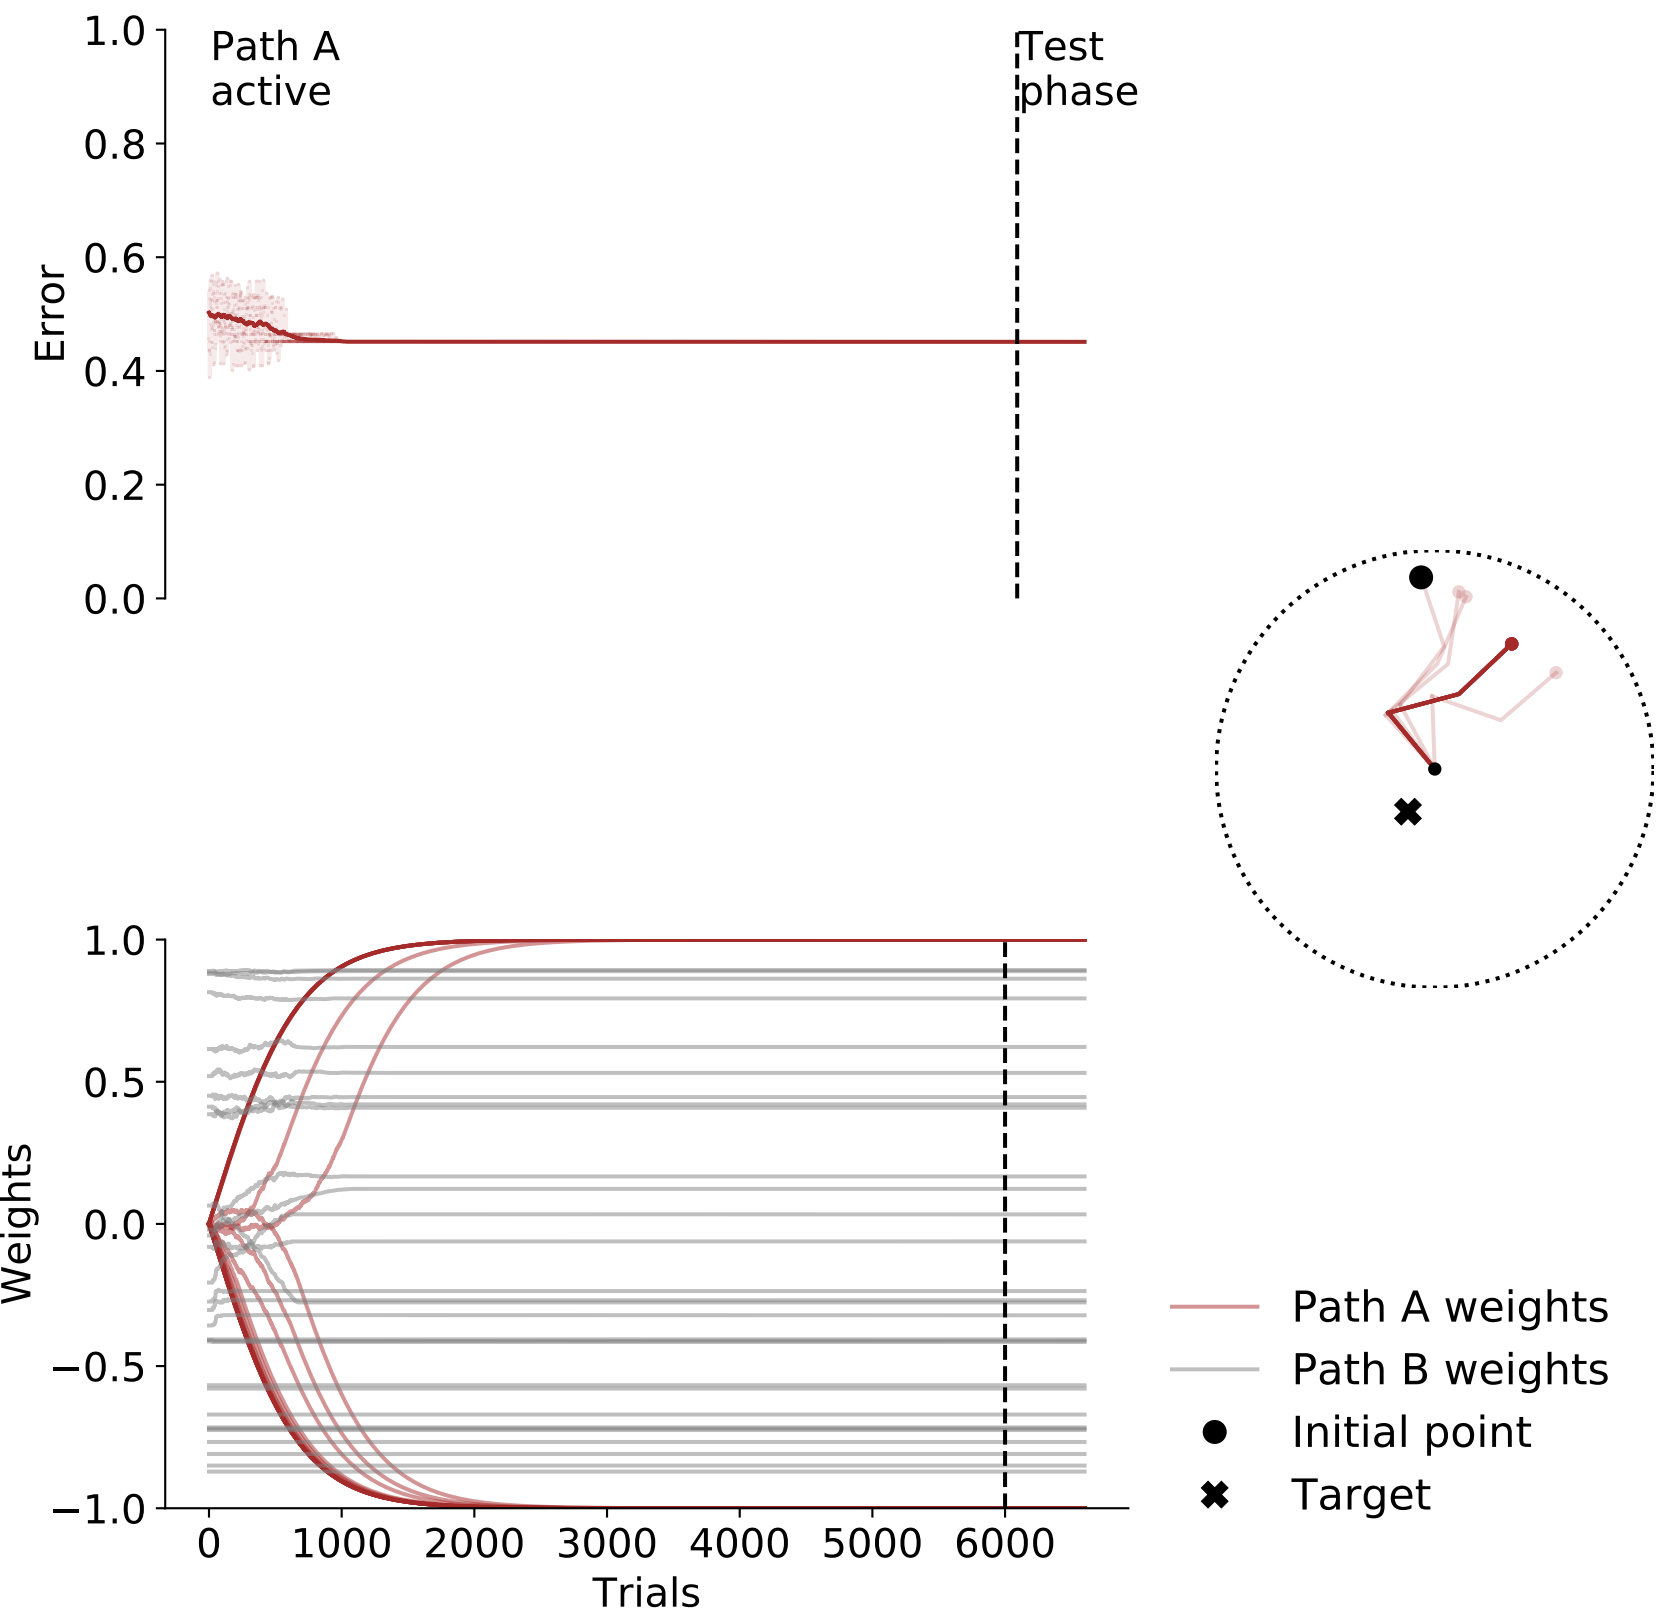 Path A
active
Test
phase
1.0
0.8
0.6
0.4
0.2
0.0
Error
1.0
0.5
0.0
−0.5
−1.0
Weights
0 1000 2000 3000 4000 5000 6000
Trials
Path A weights
Path B weights
Initial point
Target